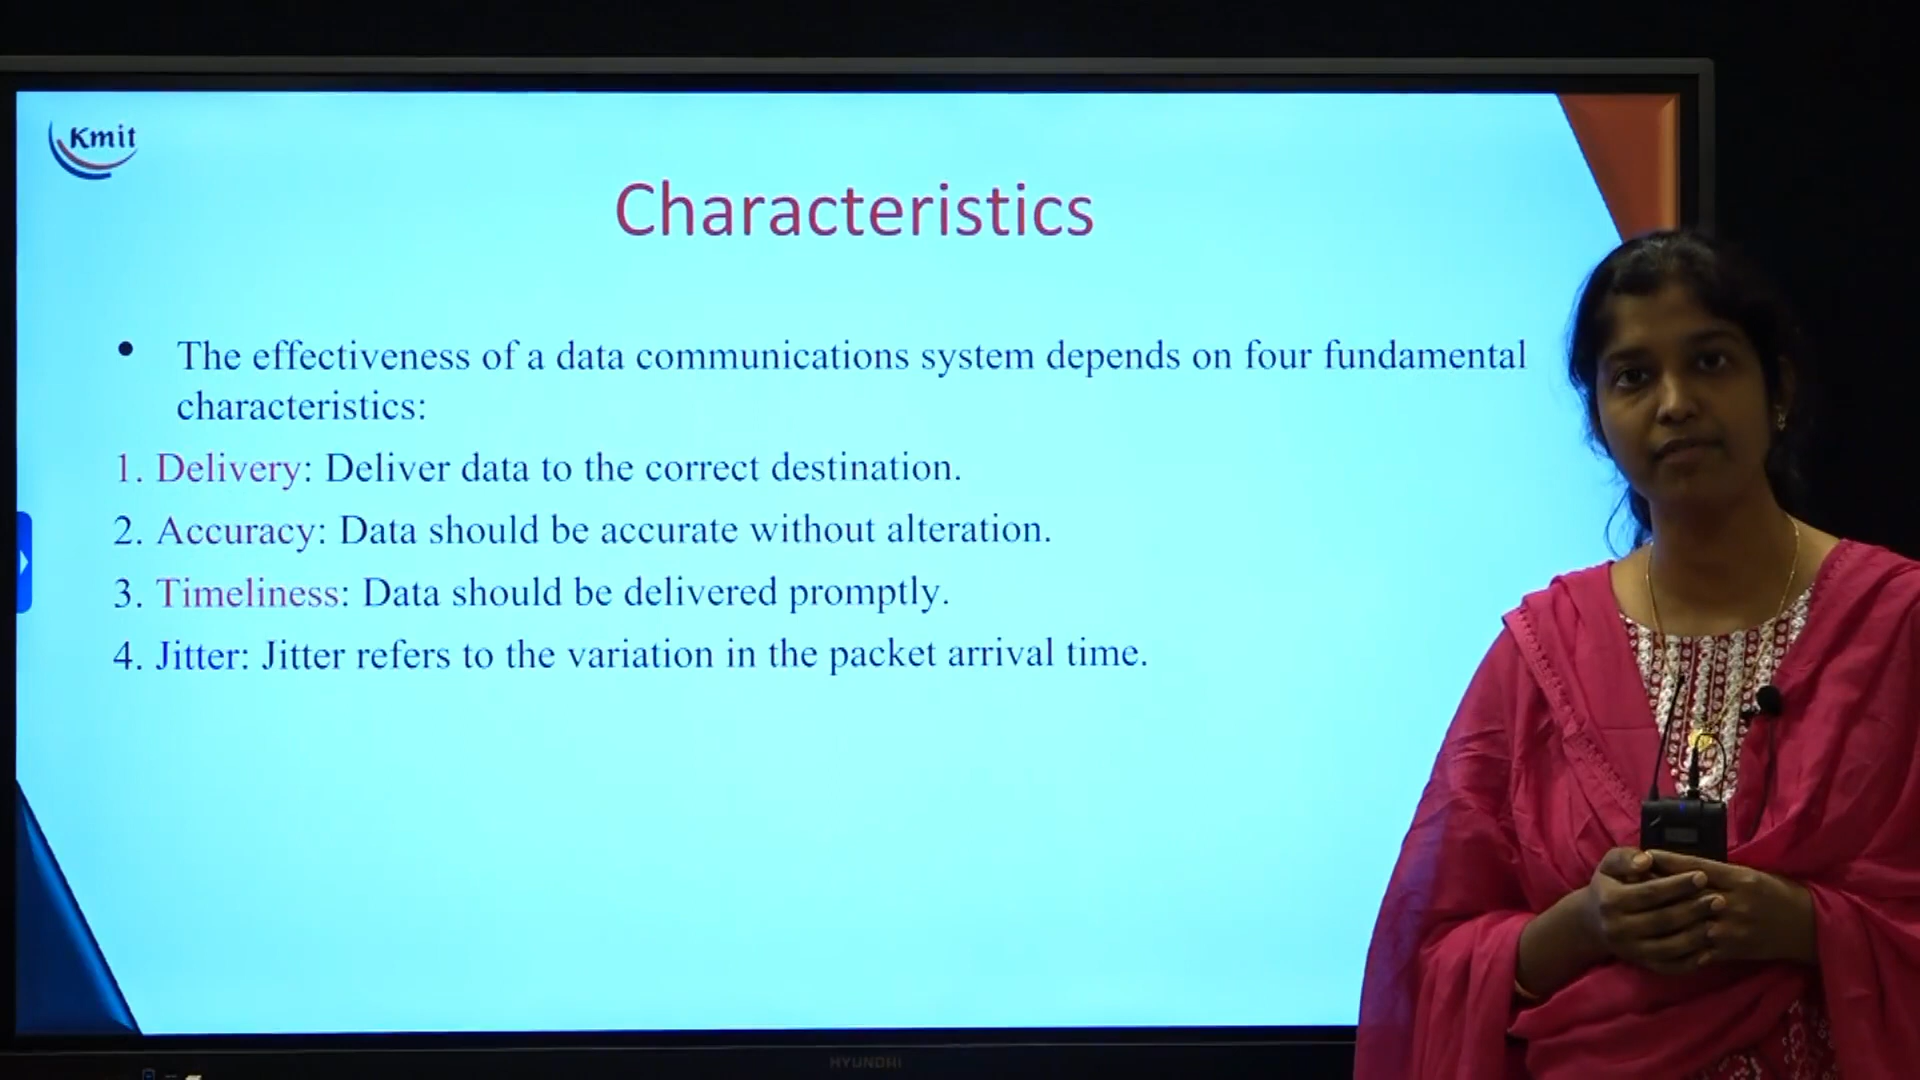 Kmit
Characteristics
• The effectiveness of a data communications system depends on four fundamental
characteristics:
1. Delivery: Deliver data to the correct destination.
2. Accuracy: Data should be accurate without alteration.
3. Timeliness: Data should be delivered promptly.
4. Jitter: Jitter refers to the variation in the packet arrival time.
HYUNDAI